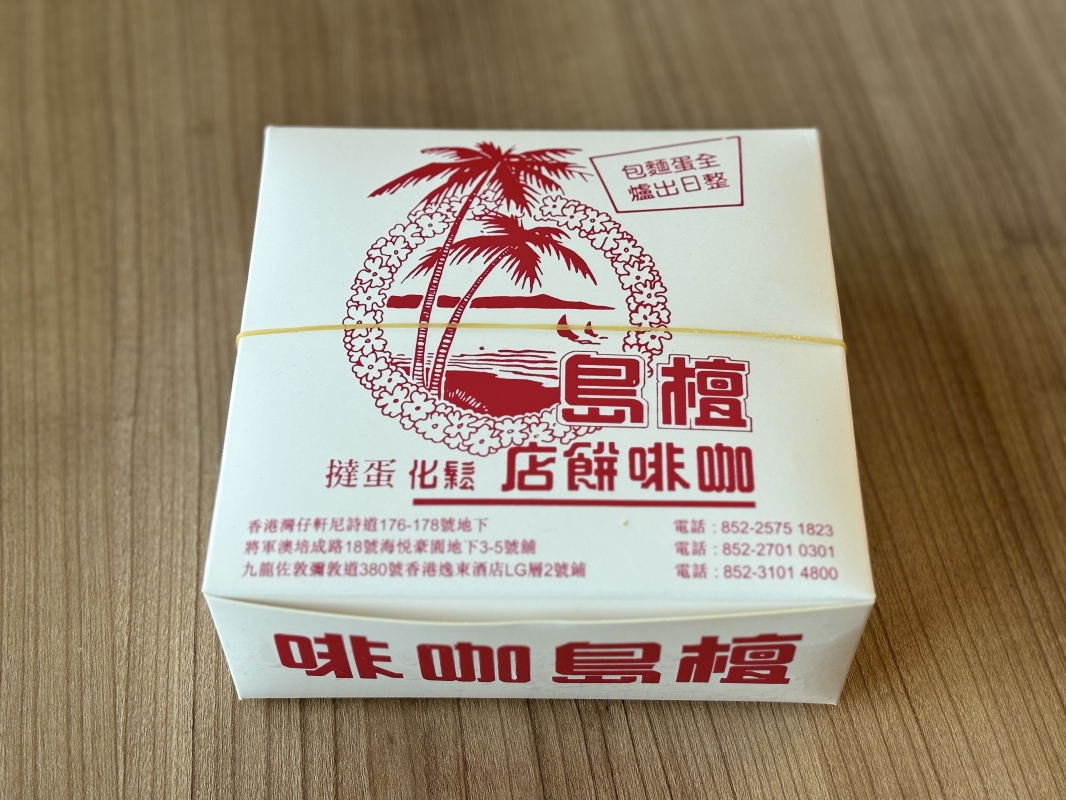 全蛋麵包
整日出爐
檀島
咖啡餅店 鬆化蛋撻
香港灣仔軒尼詩道176-178號地下 電話：852-2575 1823
將軍澳培成路18號海悦豪園地下3-5號舖 電話：852-2701 0301
九龍佐敦彌敦道380號香港逸東酒店LG層2號鋪 電話：852-3101 4800
檀島咖啡